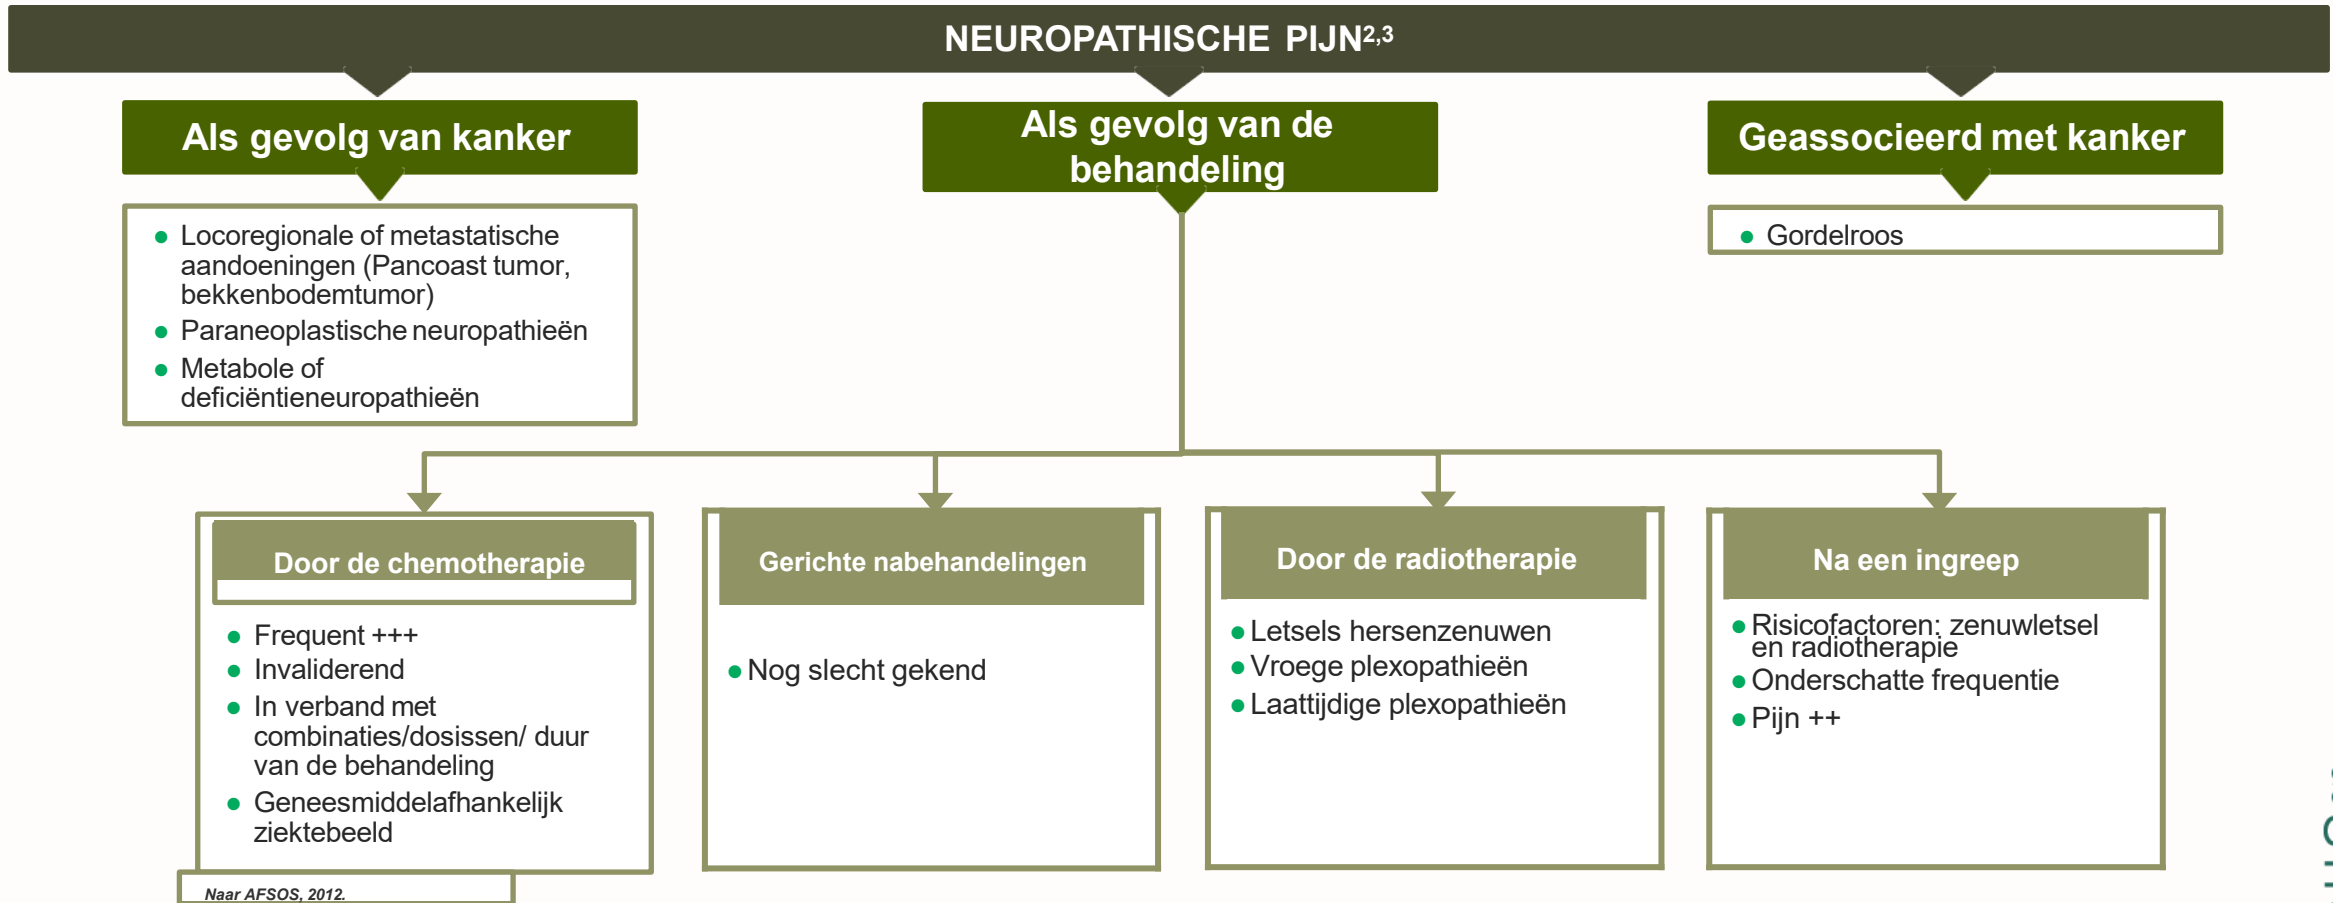 NEUROPATHISCHE PIJN2,3
Als gevolg van kanker
Als gevolg van de
behandeling
Geassocieerd met kanker
● Locoregionale of metastatische
aandoeningen (Pancoast tumor,
bekkenbodemtumor)
● Paraneoplastische neuropathieën
● Metabole of
deficiëntieneuropathieën
● Gordelroos
Door de chemotherapie
● Frequent +++
● Invaliderend
● In verband met
combinaties/dosissen/ duur
van de behandeling
● Geneesmiddelafhankelijk
ziektebeeld
Gerichte nabehandelingen
● Nog slecht gekend
Door de radiotherapie
● Letsels hersenzenuwen
● Vroege plexopathieën
● Laattijdige plexopathieën
Na een ingreep
● Risicofactoren: zenuwletsel
en radiotherapie
● Onderschatte frequentie
● Pijn ++
Naar AFSOS, 2012.